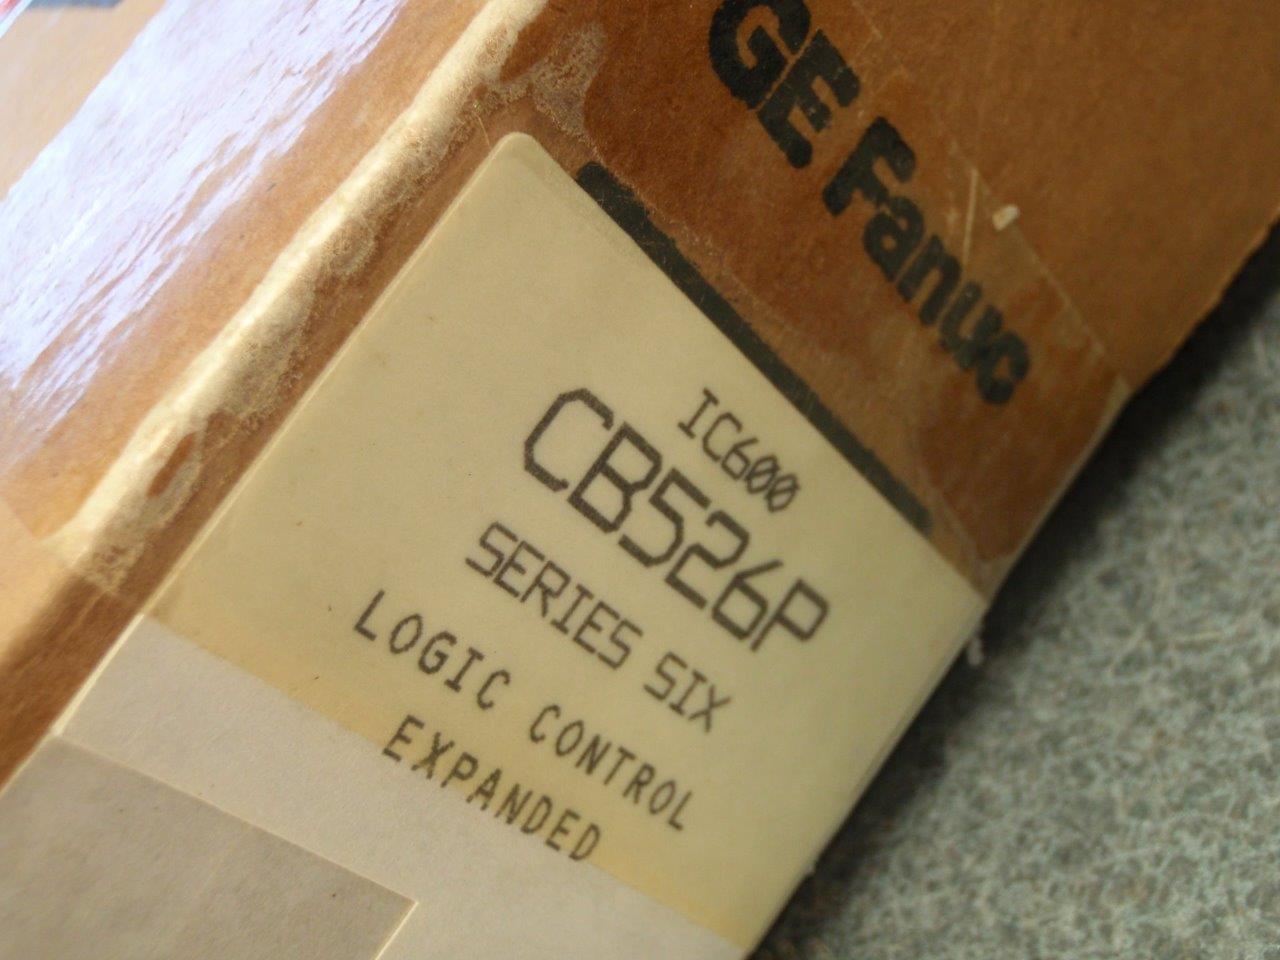 GE Fanuc
IC600
CB526P
SERIES SIX
LOGIC CONTROL
EXPANDED